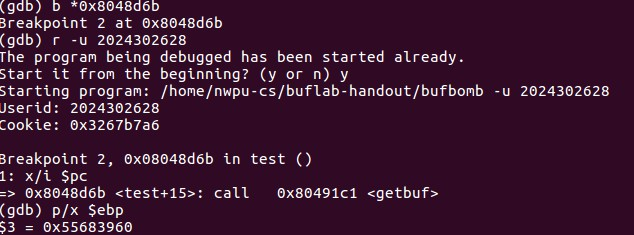 (gdb) b *0x8048d6b
Breakpoint 2 at 0x8048d6b
(gdb) r -u 2024302628
The program being debugged has been started already.
Start it from the beginning? (y or n) y
Starting program: /home/nwpu-cs/buflab-handout/bufbomb -u 2024302628
Userid: 2024302628
Cookie: 0x3267b7a6

Breakpoint 2, 0x08048d6b in test ()
1: x/i $pc
=> 0x8048d6b <test+15>: call   0x80491c1 <getbuf>
(gdb) p/x $ebp
$3 = 0x55683960